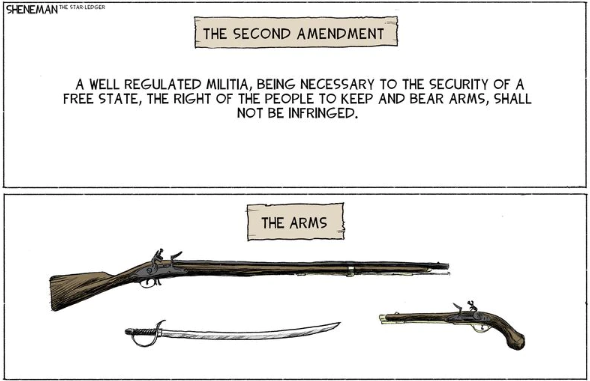 SHENEMAN THE STAR-LEDGER
THE SECOND AMENDMENT
A WELL REGULATED MILITIA, BEING NECESSARY TO THE SECURITY OF A
FREE STATE, THE RIGHT OF THE PEOPLE TO KEEP AND BEAR ARMS, SHALL
NOT BE INFRINGED.
THE ARMS